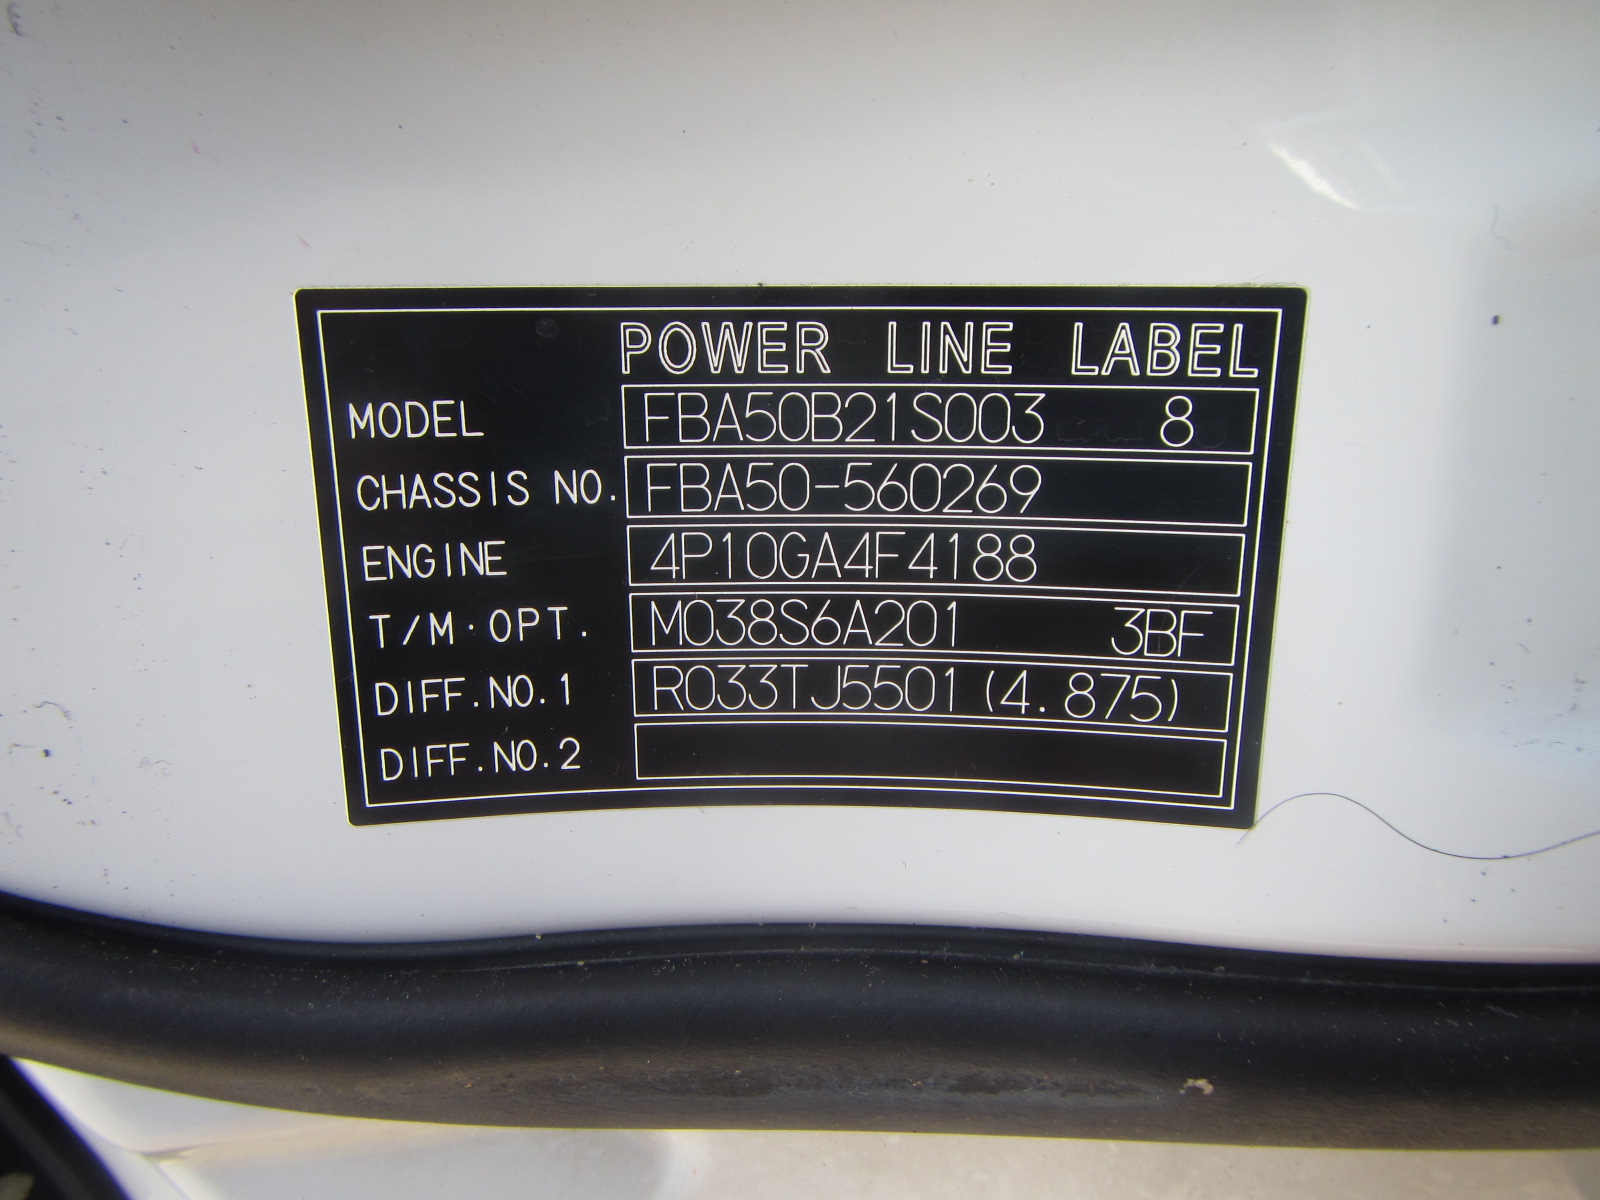 POWER LINE LABEL
MODEL FBA50B21S003 8
CHASSIS NO. FBA50-560269
ENGINE 4P10GA4F4188
T/M·OPT. M038S6A201 3BF
DIFF.NO.1 R033TJ5501 (4.875)
DIFF.NO.2